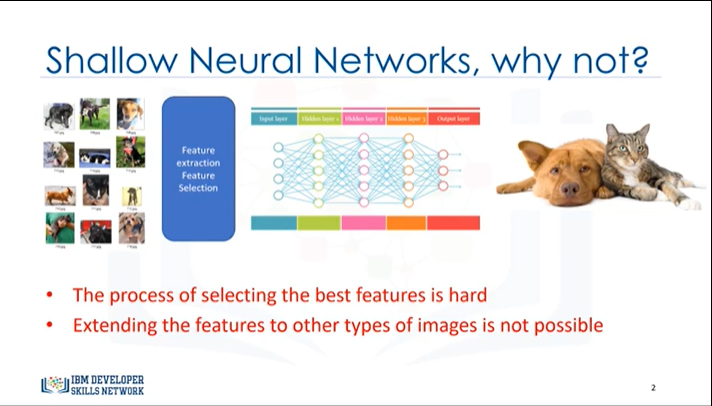 Shallow Neural Networks, why not?
Feature
extraction
Feature
Selection
Input layer Hidden layer 1 Hidden layer 2 Hidden layer 3 Output layer
• The process of selecting the best features is hard
• Extending the features to other types of images is not possible
IBM DEVELOPER
SKILLS NETWORK
2